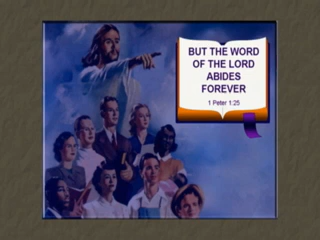 BUT THE WORD
OF THE LORD
ABIDES
FOREVER
1 Peter 1:25